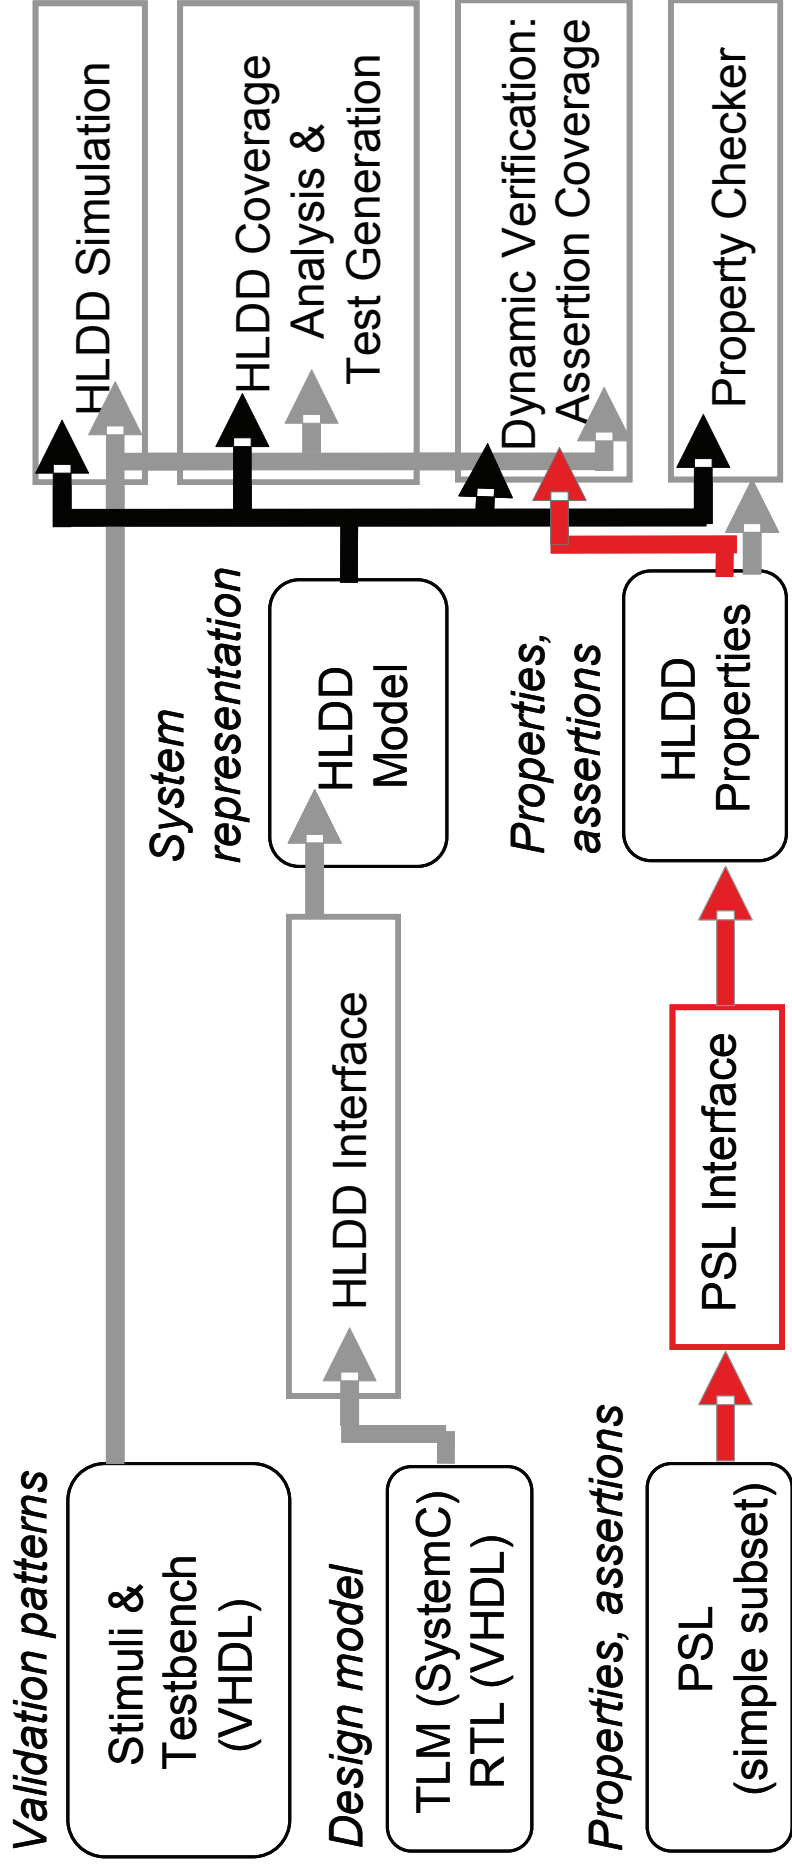 Validation patterns
Stimuli &
Testbench
(VHDL)
Design model
TLM (SystemC)
RTL (VHDL)
Properties, assertions
PSL
(simple subset)
HLDD Interface
PSL Interface
System
representation
HLDD
Model
Properties,
assertions
HLDD
Properties
HLDD Simulation
HLDD Coverage
Analysis &
Test Generation
Dynamic Verification:
Assertion Coverage
Property Checker